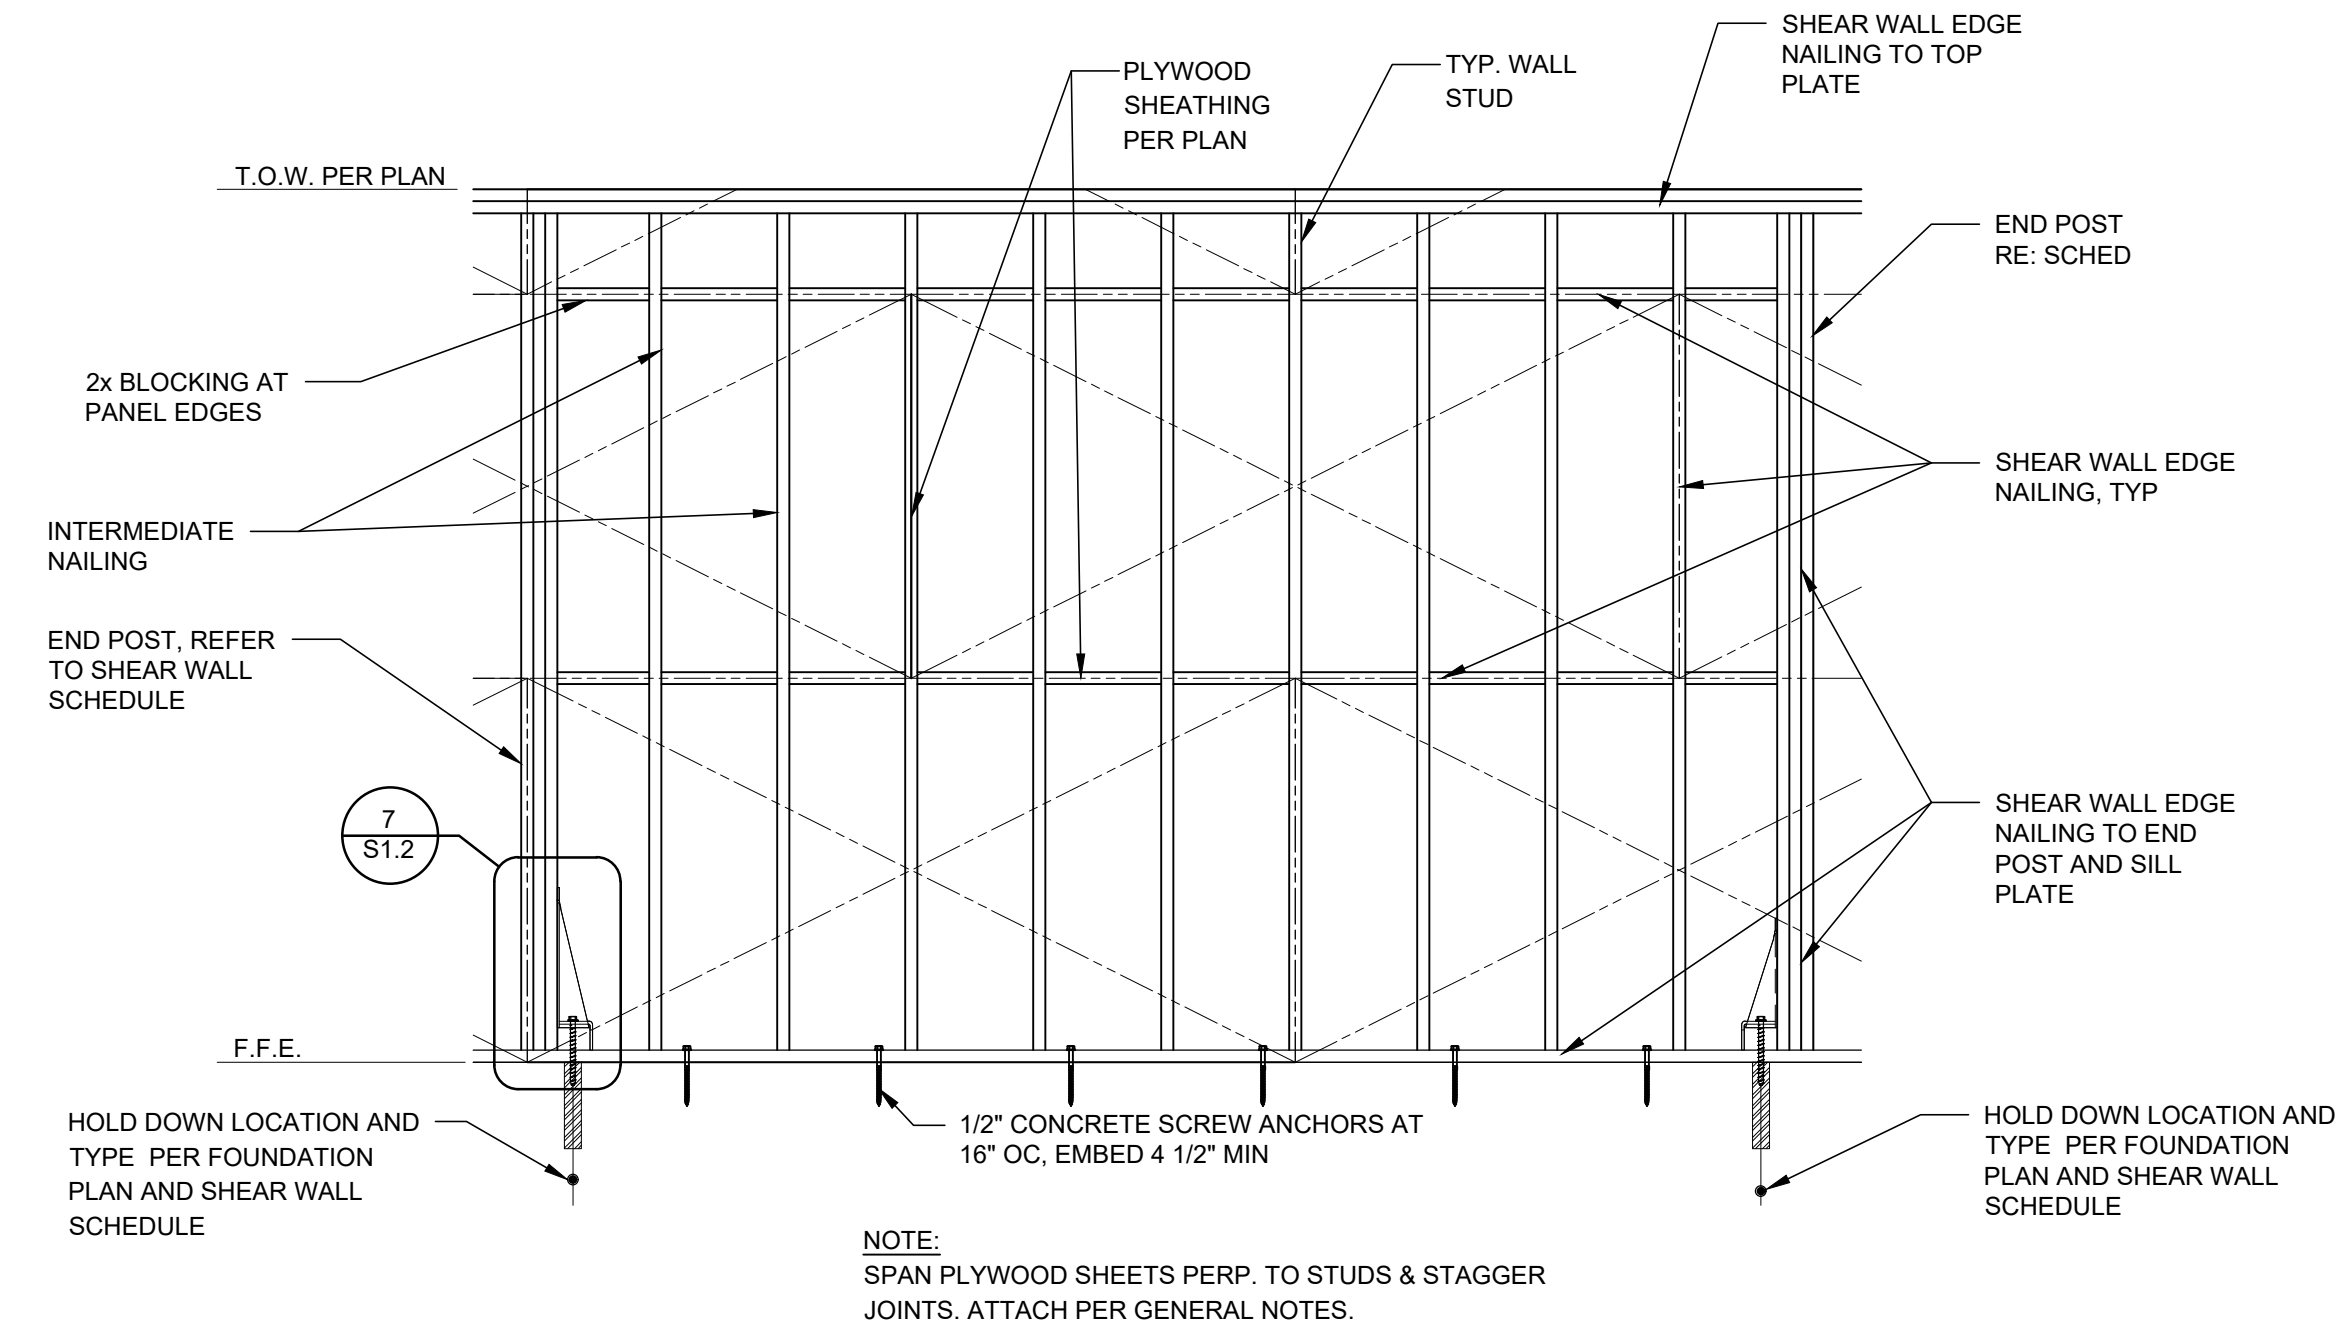 SHEAR WALL EDGE
NAILING TO TOP
PLATE
PLYWOOD
SHEATHING
PER PLAN
TYP. WALL
STUD
T.O.W. PER PLAN
END POST
RE: SCHED
2x BLOCKING AT
PANEL EDGES
SHEAR WALL EDGE
NAILING, TYP
INTERMEDIATE
NAILING
END POST, REFER
TO SHEAR WALL
SCHEDULE
7
S1.2
SHEAR WALL EDGE
NAILING TO END
POST AND SILL
PLATE
F.F.E.
HOLD DOWN LOCATION AND
TYPE PER FOUNDATION
PLAN AND SHEAR WALL
SCHEDULE
1/2" CONCRETE SCREW ANCHORS AT
16" OC, EMBED 4 1/2" MIN
HOLD DOWN LOCATION AND
TYPE PER FOUNDATION
PLAN AND SHEAR WALL
SCHEDULE
NOTE:
SPAN PLYWOOD SHEETS PERP. TO STUDS & STAGGER
JOINTS. ATTACH PER GENERAL NOTES.